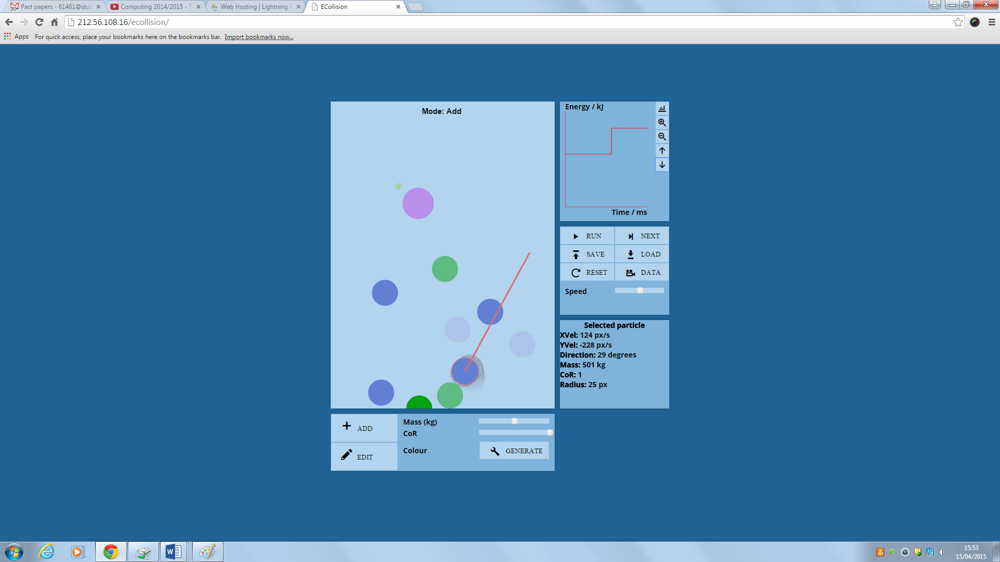 30+
Past papers - 61461@stuc
Computing 2014/2015 - T
Web Hosting | Lightning F
ECollision
212.56.108.16/ecollision/
Apps For quick access, place your bookmarks here on the bookmarks bar. Import bookmarks now...
Mode: Add
Energy / kJ
Time / ms
RUN NEXT
SAVE LOAD
RESET DATA
Speed
Selected particle
XVel: 124 px/s
YVel: -228 px/s
Direction: 29 degrees
Mass: 501 kg
CoR: 1
Radius: 25 px
ADD
EDIT
Mass (kg)
CoR
Colour GENERATE
15:53
15/04/2015